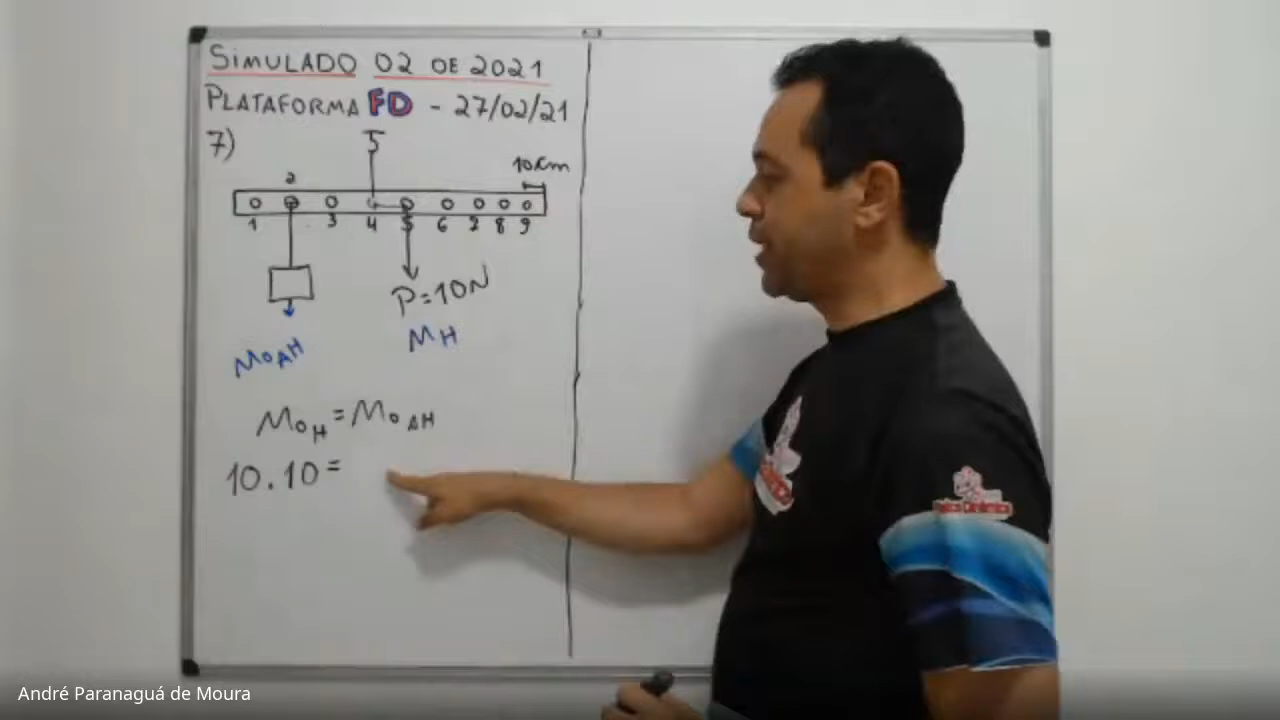 SIMULADO 02 DE 2021
PLATAFORMA FD - 27/02/21
7)
5
10cm
2
1 3 4 5 6 7 8 9
P=10N
MOAH
MH
MOH = MOAH
10.10=
André Paranaguá de Moura